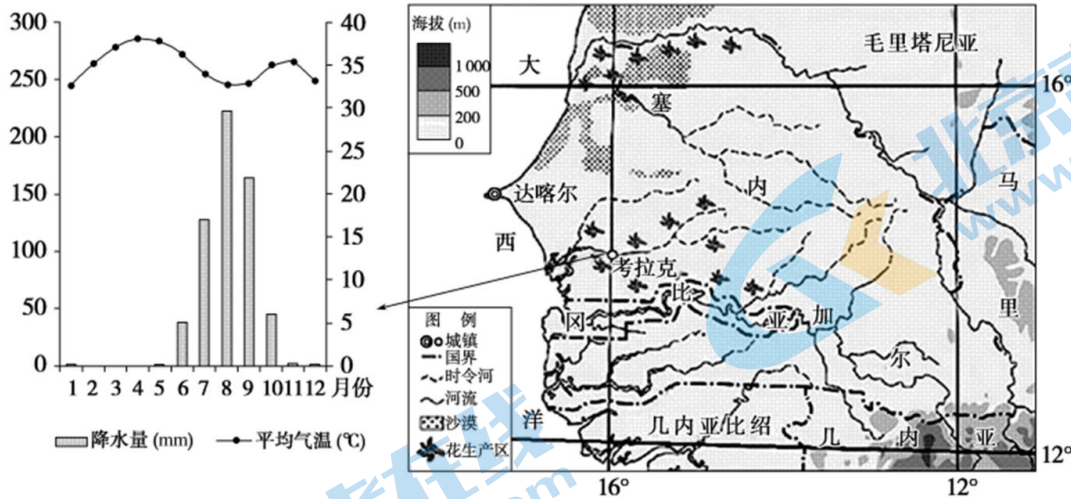 300
250
200
150
100
50
0
40
35
30
25
20
15
10
5
0
1 2 3 4 5 6 7 8 9 10 11 12 月份
降水量 (mm) 平均气温 (℃)
海拔 (m)
1 000
500
200
0
大
西
洋
毛里塔尼亚
16°
塞
内
加
尔
马
里
达喀尔
考拉克
冈
比
亚
几内亚比绍
几
内
亚
12°
16°
12°
图 例
城镇
国界
时令河
河流
沙漠
花生产区
北京
www.
在线